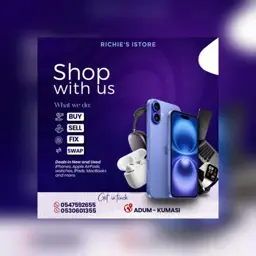 RICHIE'S ISTORE
Shop
with us
What we do:
BUY
SELL
FIX
SWAP
Deals in New and Used
iPhones, Apple AirPods,
watches, iPads, MacBooks
and more.
Get in touch
0547592655
0530601355
ADUM - KUMASI